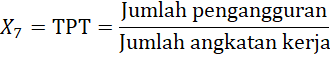 X₇ = TPT = Jumlah pengangguran / Jumlah angkatan kerja